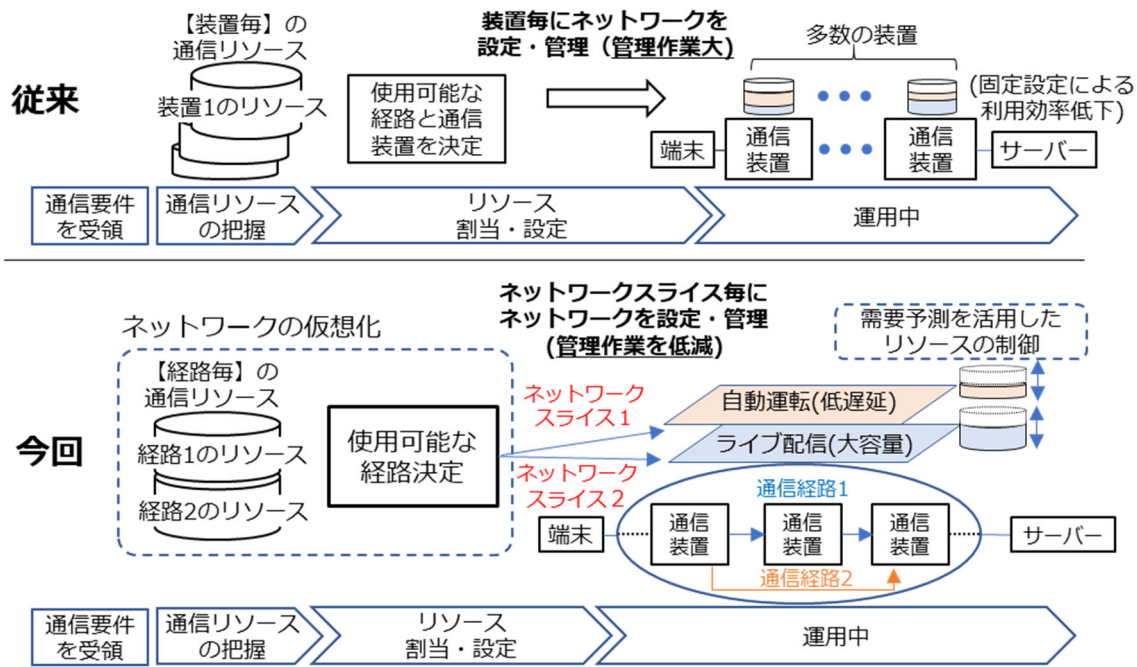 従来
【装置毎】の
通信リソース
装置1のリソース
使用可能な
経路と通信
装置を決定
装置毎にネットワークを
設定・管理（管理作業大)
多数の装置
(固定設定による
利用効率低下)
端末
通信
装置
通信
装置
サーバー
通信要件
を受領
通信リソース
の把握
リソース
割当・設定
運用中
今回
ネットワークの仮想化
【経路毎】の
通信リソース
経路1のリソース
経路2のリソース
使用可能な
経路決定
ネットワークスライス毎に
ネットワークを設定・管理
(管理作業を低減)
ネットワーク
スライス１
ネットワーク
スライス２
需要予測を活用した
リソースの制御
自動運転(低遅延)
ライブ配信(大容量)
通信経路1
端末
通信
装置
通信
装置
通信
装置
サーバー
通信経路2
通信要件
を受領
通信リソース
の把握
リソース
割当・設定
運用中